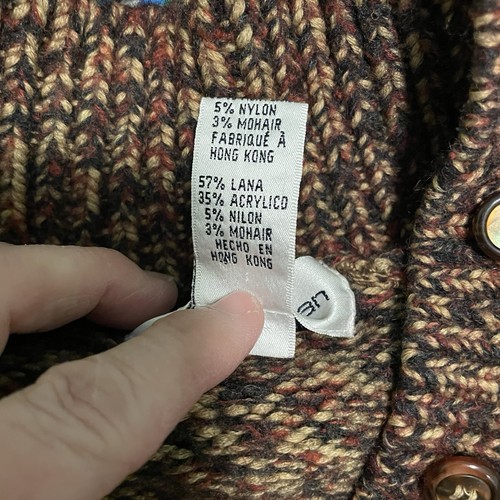 5% NYLON
3% MOHAIR
FABRIQUÉ À
HONG KONG
57% LANA
35% ACRYLICO
5% NILON
3% MOHAIR
HECHO EN
HONG KONG